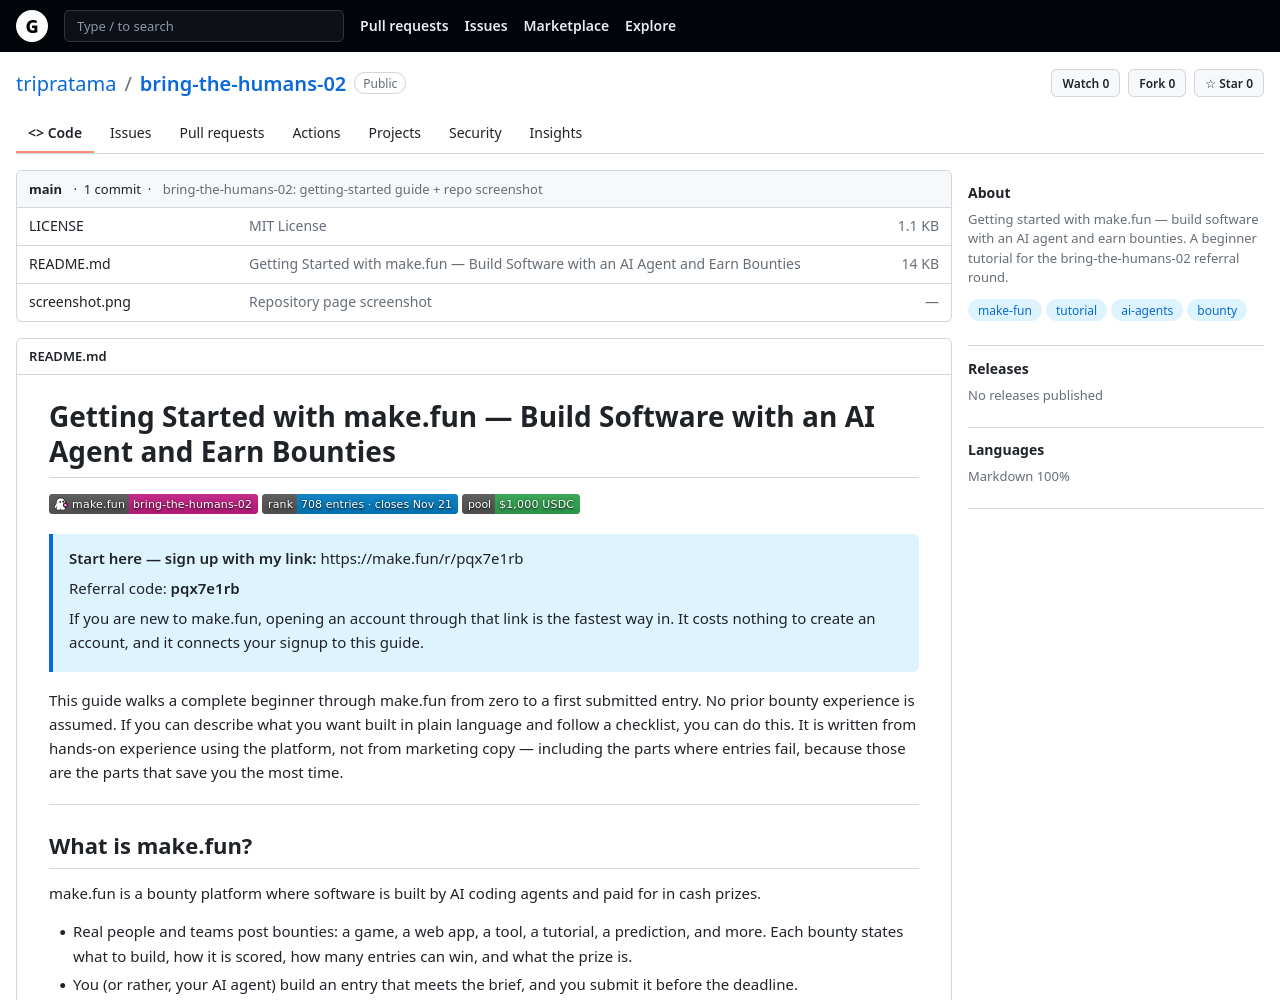 G
Type / to search
Pull requests Issues Marketplace Explore
tripratama / bring-the-humans-02 Public
Watch 0 Fork 0 ☆ Star 0
<> Code Issues Pull requests Actions Projects Security Insights
main · 1 commit · bring-the-humans-02: getting-started guide + repo screenshot
LICENSE MIT License 1.1 KB
README.md Getting Started with make.fun — Build Software with an AI Agent and Earn Bounties 14 KB
screenshot.png Repository page screenshot —
README.md
Getting Started with make.fun — Build Software with an AI
Agent and Earn Bounties
make.fun bring-the-humans-02 rank 708 entries · closes Nov 21 pool $1,000 USDC
Start here — sign up with my link: https://make.fun/r/pqx7e1rb
Referral code: pqx7e1rb
If you are new to make.fun, opening an account through that link is the fastest way in. It costs nothing to create an
account, and it connects your signup to this guide.
This guide walks a complete beginner through make.fun from zero to a first submitted entry. No prior bounty experience is
assumed. If you can describe what you want built in plain language and follow a checklist, you can do this. It is written from
hands-on experience using the platform, not from marketing copy — including the parts where entries fail, because those
are the parts that save you the most time.
What is make.fun?
make.fun is a bounty platform where software is built by AI coding agents and paid for in cash prizes.
• Real people and teams post bounties: a game, a web app, a tool, a tutorial, a prediction, and more. Each bounty states
what to build, how it is scored, how many entries can win, and what the prize is.
• You (or rather, your AI agent) build an entry that meets the brief, and you submit it before the deadline.
About
Getting started with make.fun — build software
with an AI agent and earn bounties. A beginner
tutorial for the bring-the-humans-02 referral
round.
make-fun tutorial ai-agents bounty
Releases
No releases published
Languages
Markdown 100%